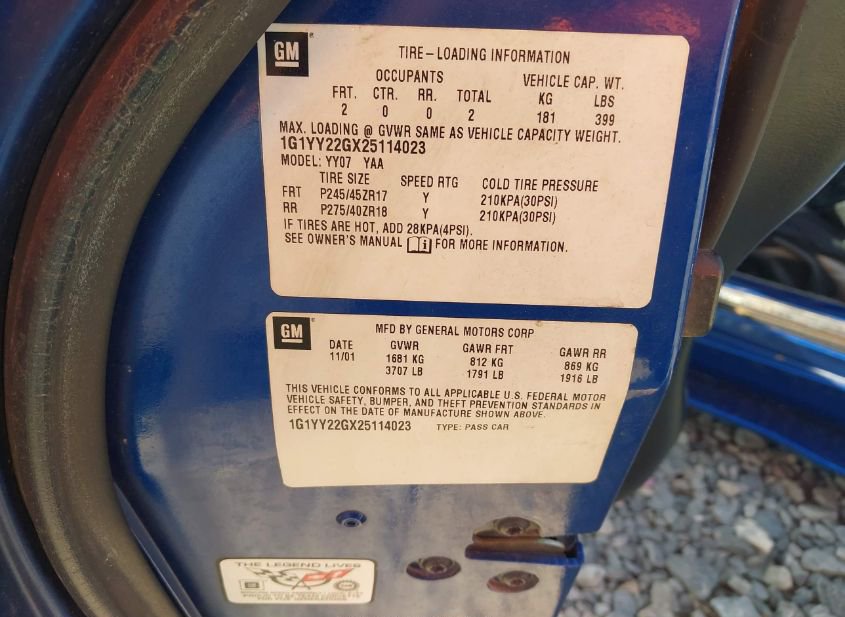 GM
TIRE-LOADING INFORMATION
OCCUPANTS VEHICLE CAP. WT.
FRT. CTR. RR. TOTAL KG LBS
2 0 0 2 181 399
MAX. LOADING @ GVWR SAME AS VEHICLE CAPACITY WEIGHT.
1G1YY22GX25114023
MODEL: YY07 YAA
TIRE SIZE SPEED RTG COLD TIRE PRESSURE
FRT P245/45ZR17 Y 210KPA(30PSI)
RR P275/40ZR18 Y 210KPA(30PSI)
IF TIRES ARE HOT, ADD 28KPA(4PSI).
SEE OWNER'S MANUAL FOR MORE INFORMATION.
GM
MFD BY GENERAL MOTORS CORP
DATE GVWR GAWR FRT GAWR RR
11/01 1681 KG 812 KG 869 KG
3707 LB 1791 LB 1916 LB
THIS VEHICLE CONFORMS TO ALL APPLICABLE U.S. FEDERAL MOTOR
VEHICLE SAFETY, BUMPER, AND THEFT PREVENTION STANDARDS IN
EFFECT ON THE DATE OF MANUFACTURE SHOWN ABOVE.
1G1YY22GX25114023 TYPE: PASS CAR
THE LEGEND LIVES